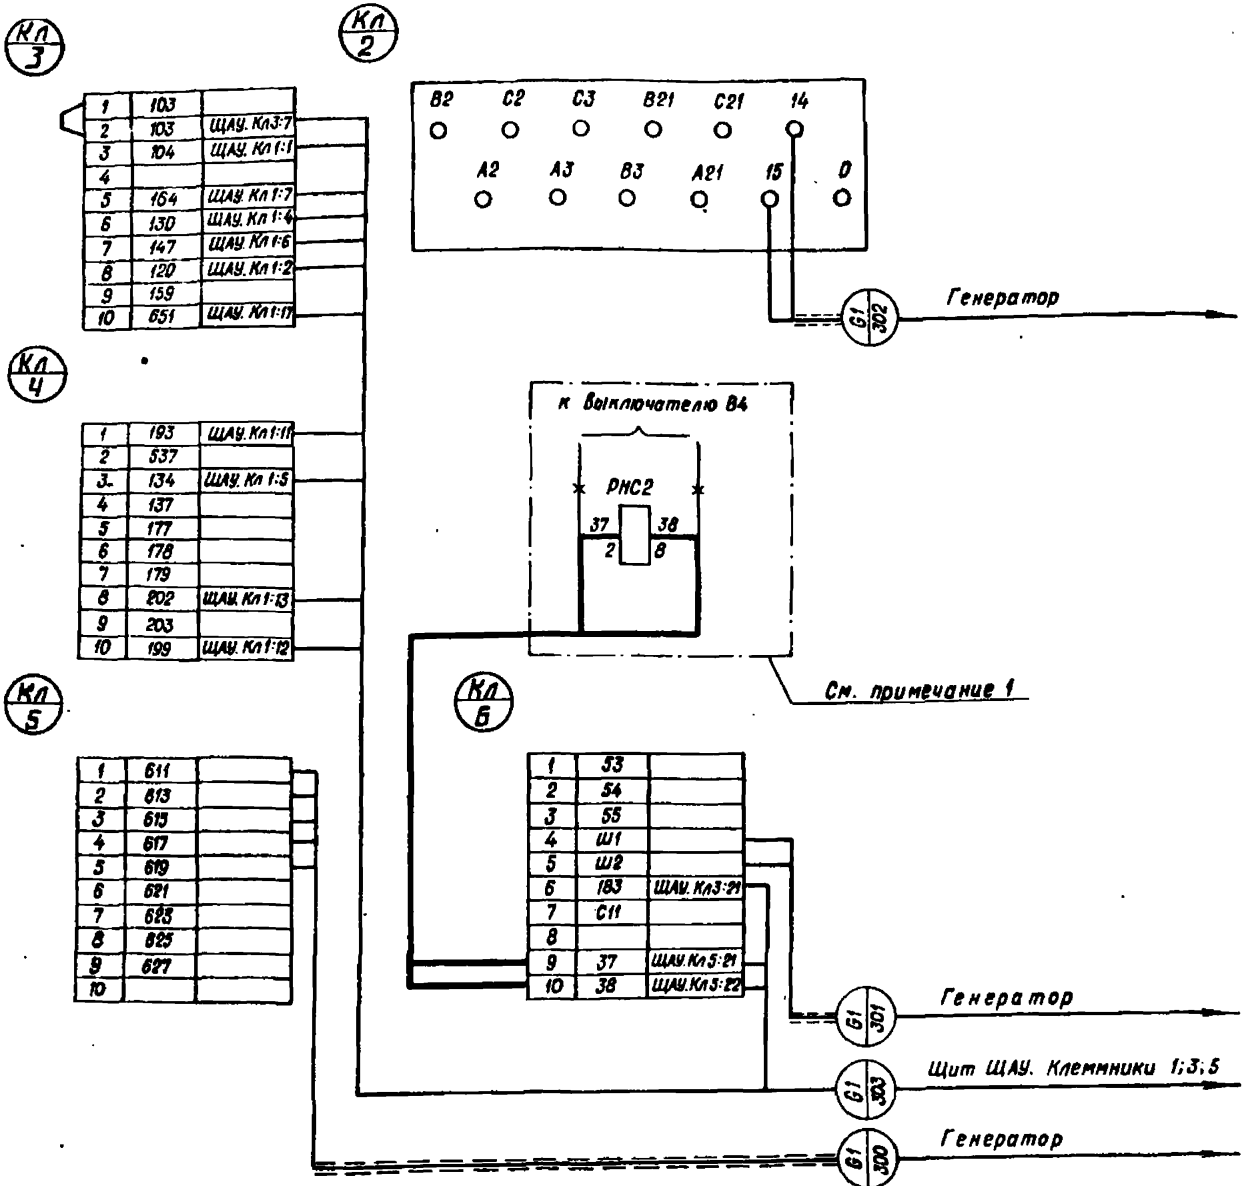 Кл
3
1 103
2 103 ЩАУ. Кл3:7
3 104 ЩАУ. Кл1:1
4
5 164 ЩАУ. Кл1:7
6 130 ЩАУ. Кл1:4
7 147 ЩАУ. Кл1:6
8 120 ЩАУ. Кл1:2
9 159
10 651 ЩАУ. Кл1:17
Кл
2
B2 C2 C3 B21 C21 14
A2 A3 B3 A21 15 0
G1
302
Генератор
Кл
4
1 193 ЩАУ. Кл1:11
2 537
3 134 ЩАУ. Кл1:5
4 137
5 177
6 178
7 179
8 202 ЩАУ. Кл1:13
9 203
10 199 ЩАУ. Кл1:12
к выключателю В4
РНС2
37 38
2 8
См. примечание 1
Кл
5
1 611
2 613
3 615
4 617
5 619
6 621
7 623
8 625
9 627
10
Кл
6
1 53
2 54
3 55
4 Ш1
5 Ш2
6 183 ЩАУ. Кл3:21
7 С11
8
9 37 ЩАУ. Кл5:21
10 38 ЩАУ. Кл5:22
G1
301
Генератор
G1
303
Щит ЩАУ. Клеммники 1;3;5
G1
300
Генератор